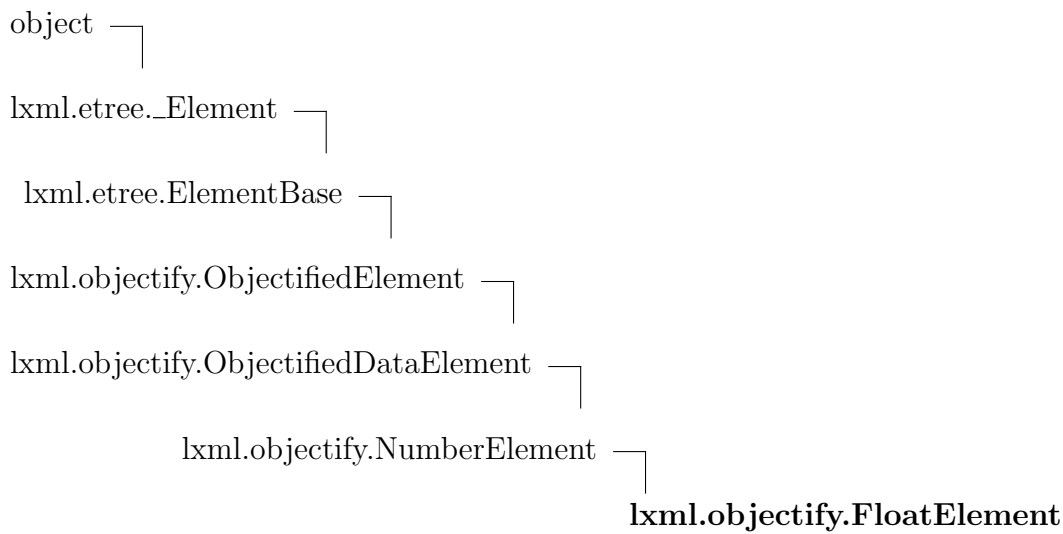 object
lxml.etree._Element
lxml.etree.ElementBase
lxml.objectify.ObjectifiedElement
lxml.objectify.ObjectifiedDataElement
lxml.objectify.NumberElement
lxml.objectify.FloatElement